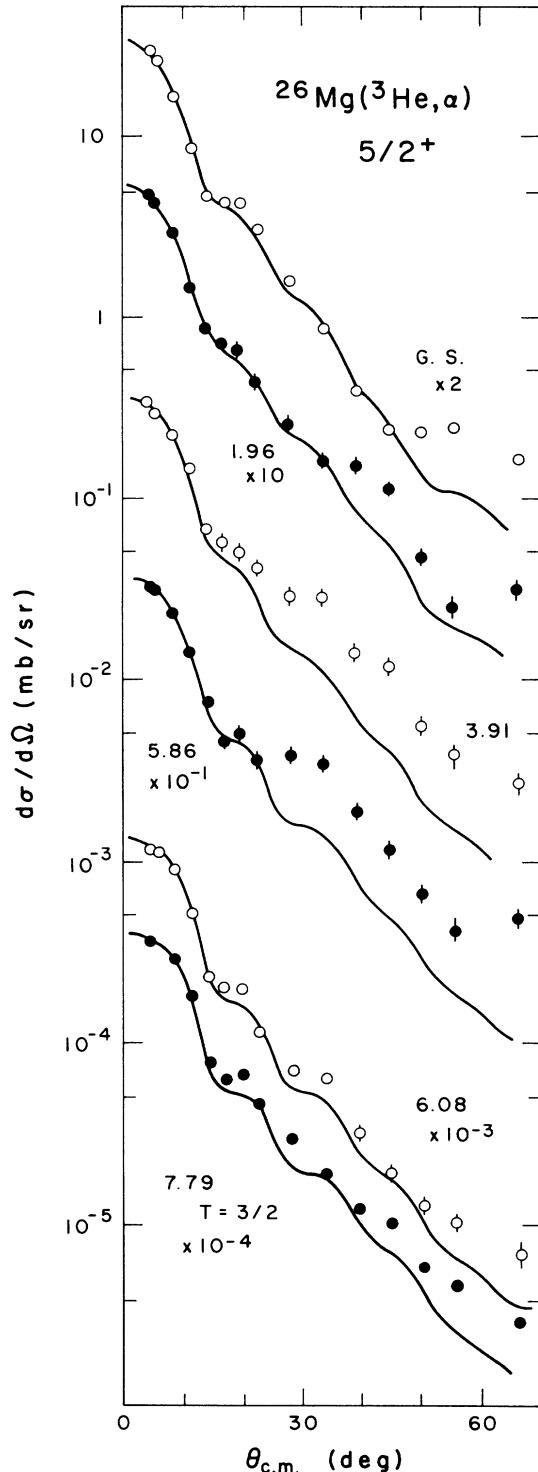 ²⁶Mg(³He,α)
5/2⁺
10
1
10⁻¹
10⁻²
10⁻³
10⁻⁴
10⁻⁵
dσ/dΩ (mb/sr)
G. S.
x2
1.96
x10
3.91
5.86
x10⁻¹
6.08
x10⁻³
7.79
T = 3/2
x10⁻⁴
0 30 60
θc.m. (deg)